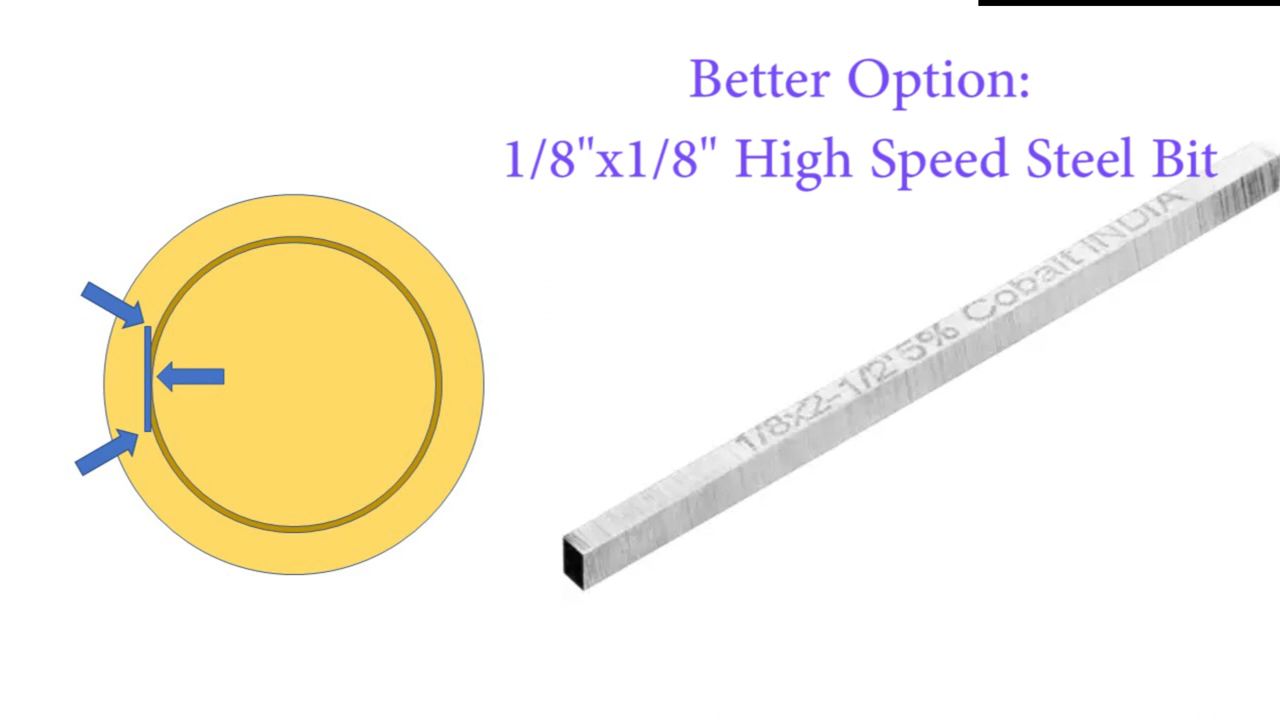 Better Option:
1/8"x1/8" High Speed Steel Bit
1/8x2-1/2' 5% Cobalt INDIA